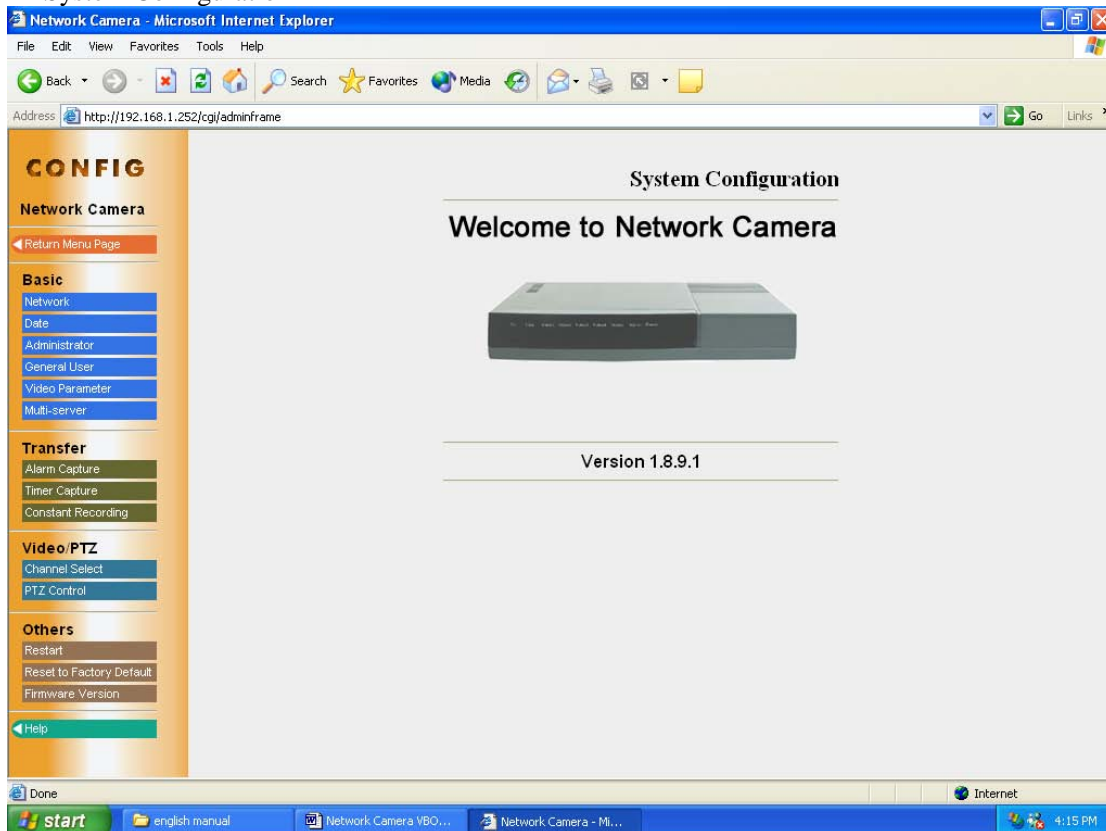 System Configuration
Network Camera - Microsoft Internet Explorer
File Edit View Favorites Tools Help
Back Search Favorites Media
Address http://192.168.1.252/cgi/adminframe Go Links
CONFIG
Network Camera
Return Menu Page
Basic
Network
Date
Administrator
General User
Video Parameter
Multi-server
Transfer
Alarm Capture
Timer Capture
Constant Recording
Video/PTZ
Channel Select
PTZ Control
Others
Restart
Reset to Factory Default
Firmware Version
Help
System Configuration
Welcome to Network Camera
Version 1.8.9.1
Done Internet
start english manual Network Camera VBO... Network Camera - Mi... 4:15 PM